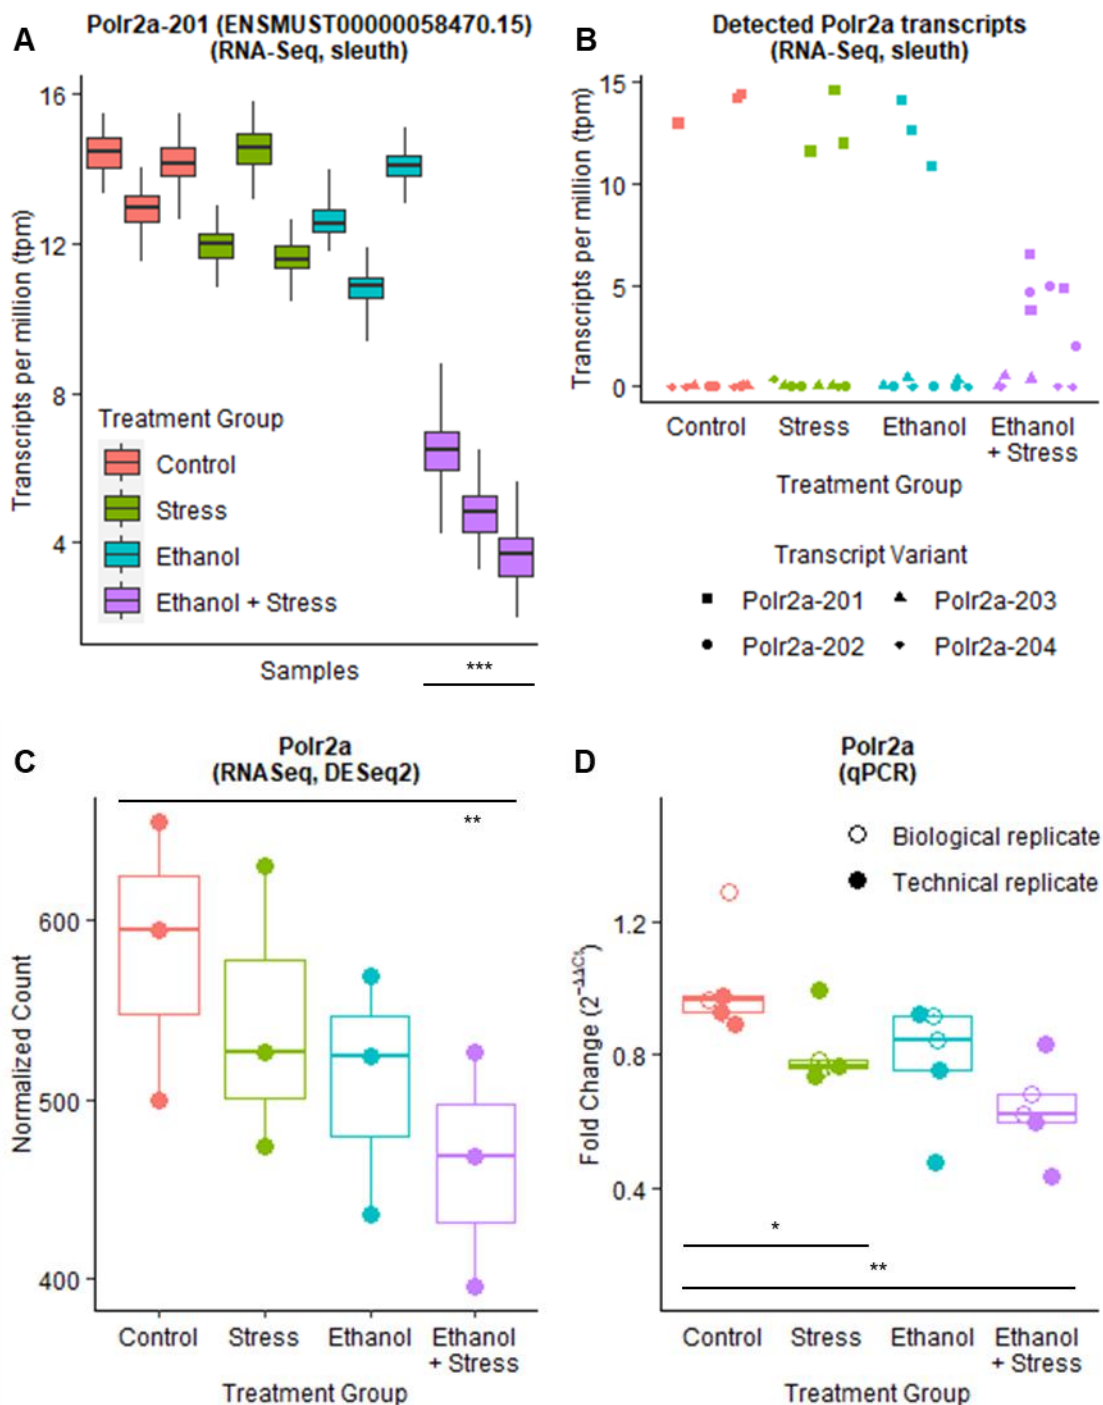 A
Polr2a-201 (ENSMUST00000058470.15)
(RNA-Seq, sleuth)
Transcripts per million (tpm)
16
12
8
4
Treatment Group
Control
Stress
Ethanol
Ethanol + Stress
Samples
***
B
Detected Polr2a transcripts
(RNA-Seq, sleuth)
Transcripts per million (tpm)
15
10
5
0
Control
Stress
Ethanol
Ethanol
+ Stress
Treatment Group
Transcript Variant
Polr2a-201
Polr2a-203
Polr2a-202
Polr2a-204
C
Polr2a
(RNASeq, DESeq2)
**
Normalized Count
600
500
400
Control
Stress
Ethanol
Ethanol
+ Stress
Treatment Group
D
Polr2a
(qPCR)
Biological replicate
Technical replicate
Fold Change (2^-ΔΔCt)
1.2
0.8
0.4
*
**
Control
Stress
Ethanol
Ethanol
+ Stress
Treatment Group